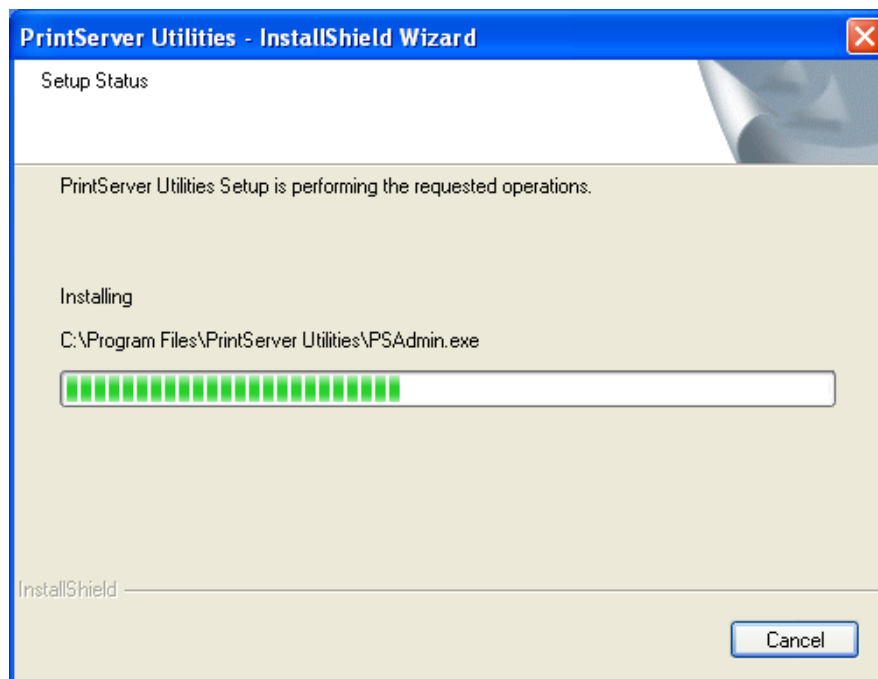 PrintServer Utilities - InstallShield Wizard
Setup Status
PrintServer Utilities Setup is performing the requested operations.
Installing
C:\Program Files\PrintServer Utilities\PSAdmin.exe
InstallShield
Cancel